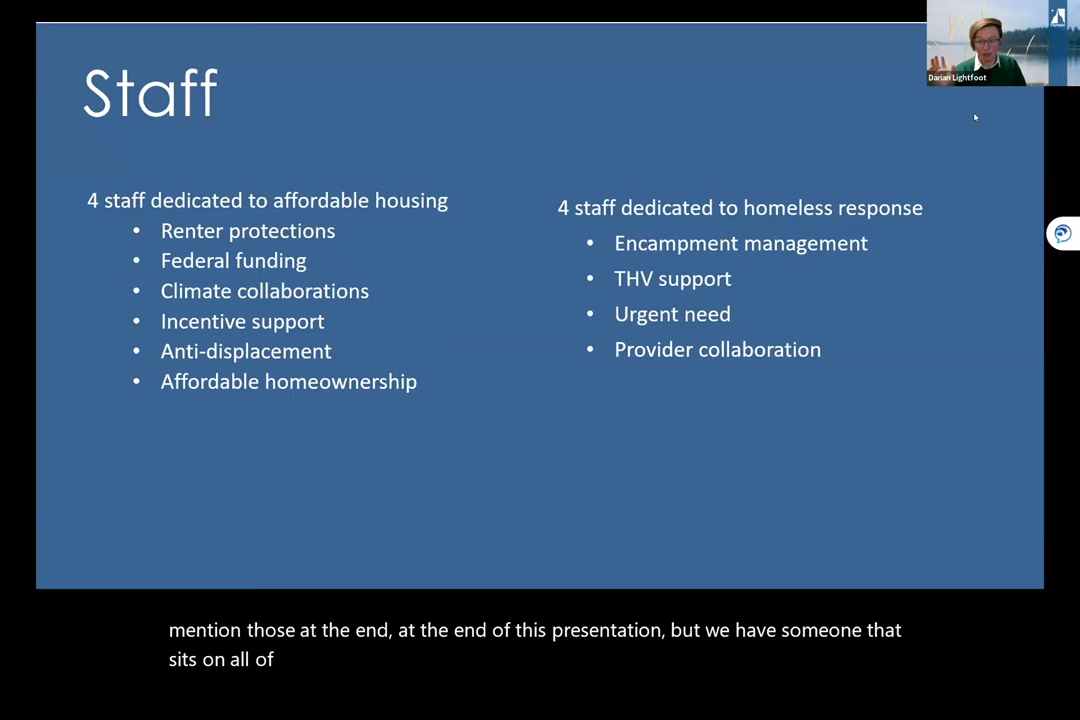 Darian Lightfoot
Staff
4 staff dedicated to affordable housing
• Renter protections
• Federal funding
• Climate collaborations
• Incentive support
• Anti-displacement
• Affordable homeownership
4 staff dedicated to homeless response
• Encampment management
• THV support
• Urgent need
• Provider collaboration
mention those at the end, at the end of this presentation, but we have someone that
sits on all of